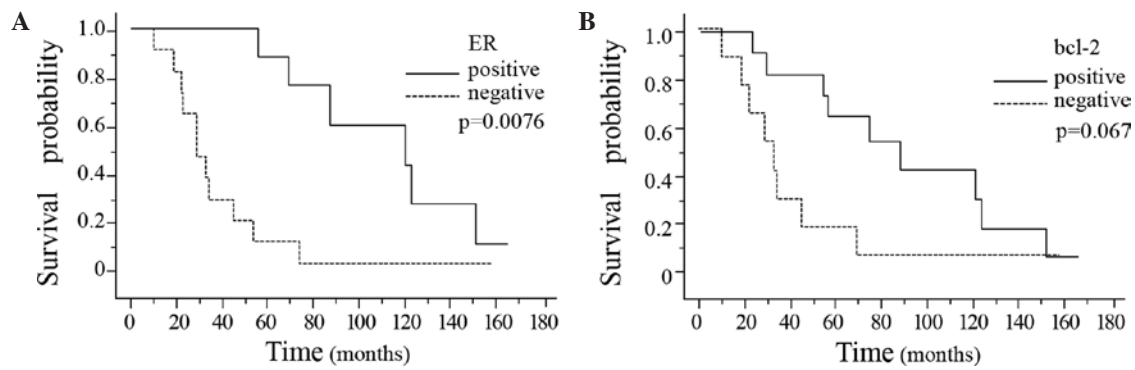 A
Survival probability
1.0
0.8
0.6
0.4
0.2
0
ER
positive
negative
p=0.0076
0 20 40 60 80 100 120 140 160 180
Time (months)
B
Survival probability
1.0
0.8
0.6
0.4
0.2
0
bcl-2
positive
negative
p=0.067
0 20 40 60 80 100 120 140 160 180
Time (months)